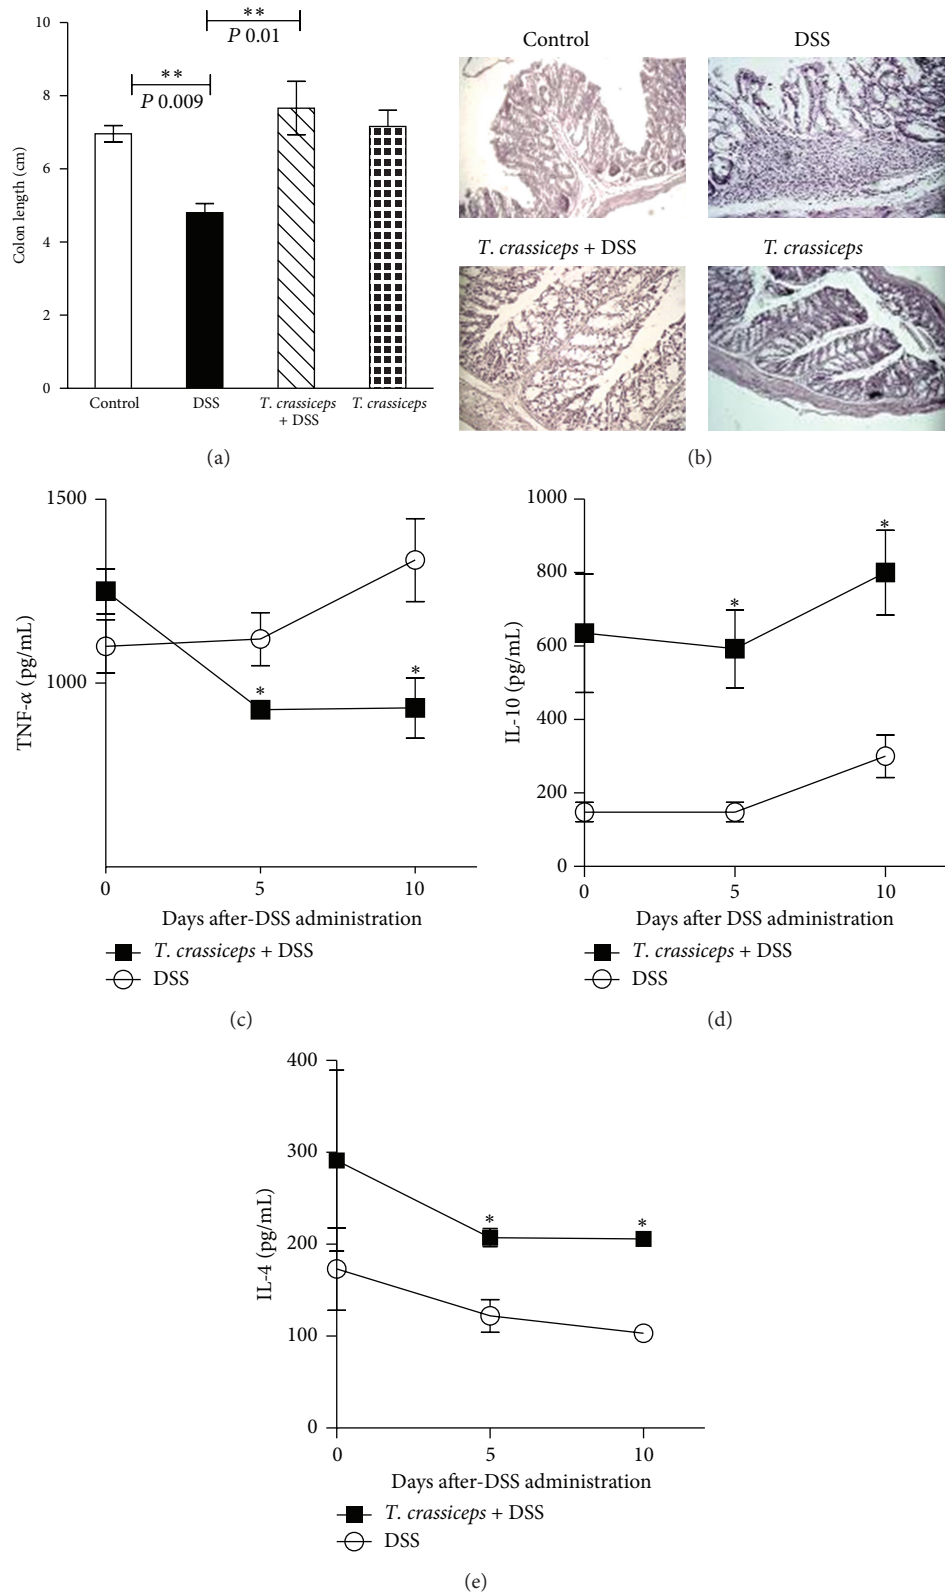 10
8
6
4
2
0
Colon length (cm)
**
P 0.009
**
P 0.01
Control
DSS
T. crassiceps
+ DSS
T. crassiceps
(a)
Control
DSS
T. crassiceps + DSS
T. crassiceps
(b)
1500
1000
TNF-α (pg/mL)
*
*
0
5
10
Days after-DSS administration
T. crassiceps + DSS
DSS
(c)
1000
800
600
400
200
0
IL-10 (pg/mL)
*
*
0
5
10
Days after DSS administration
T. crassiceps + DSS
DSS
(d)
400
300
200
100
0
IL-4 (pg/mL)
*
*
0
5
10
Days after-DSS administration
T. crassiceps + DSS
DSS
(e)